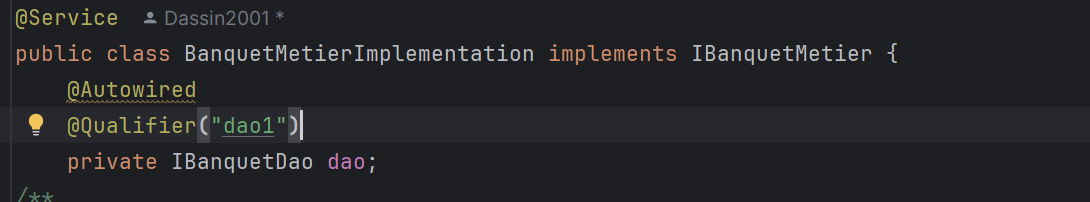 @Service Dassin2001 *
public class BanquetMetierImplementation implements IBanquetMetier {
@Autowired
@Qualifier("dao1")
private IBanquetDao dao;
/**